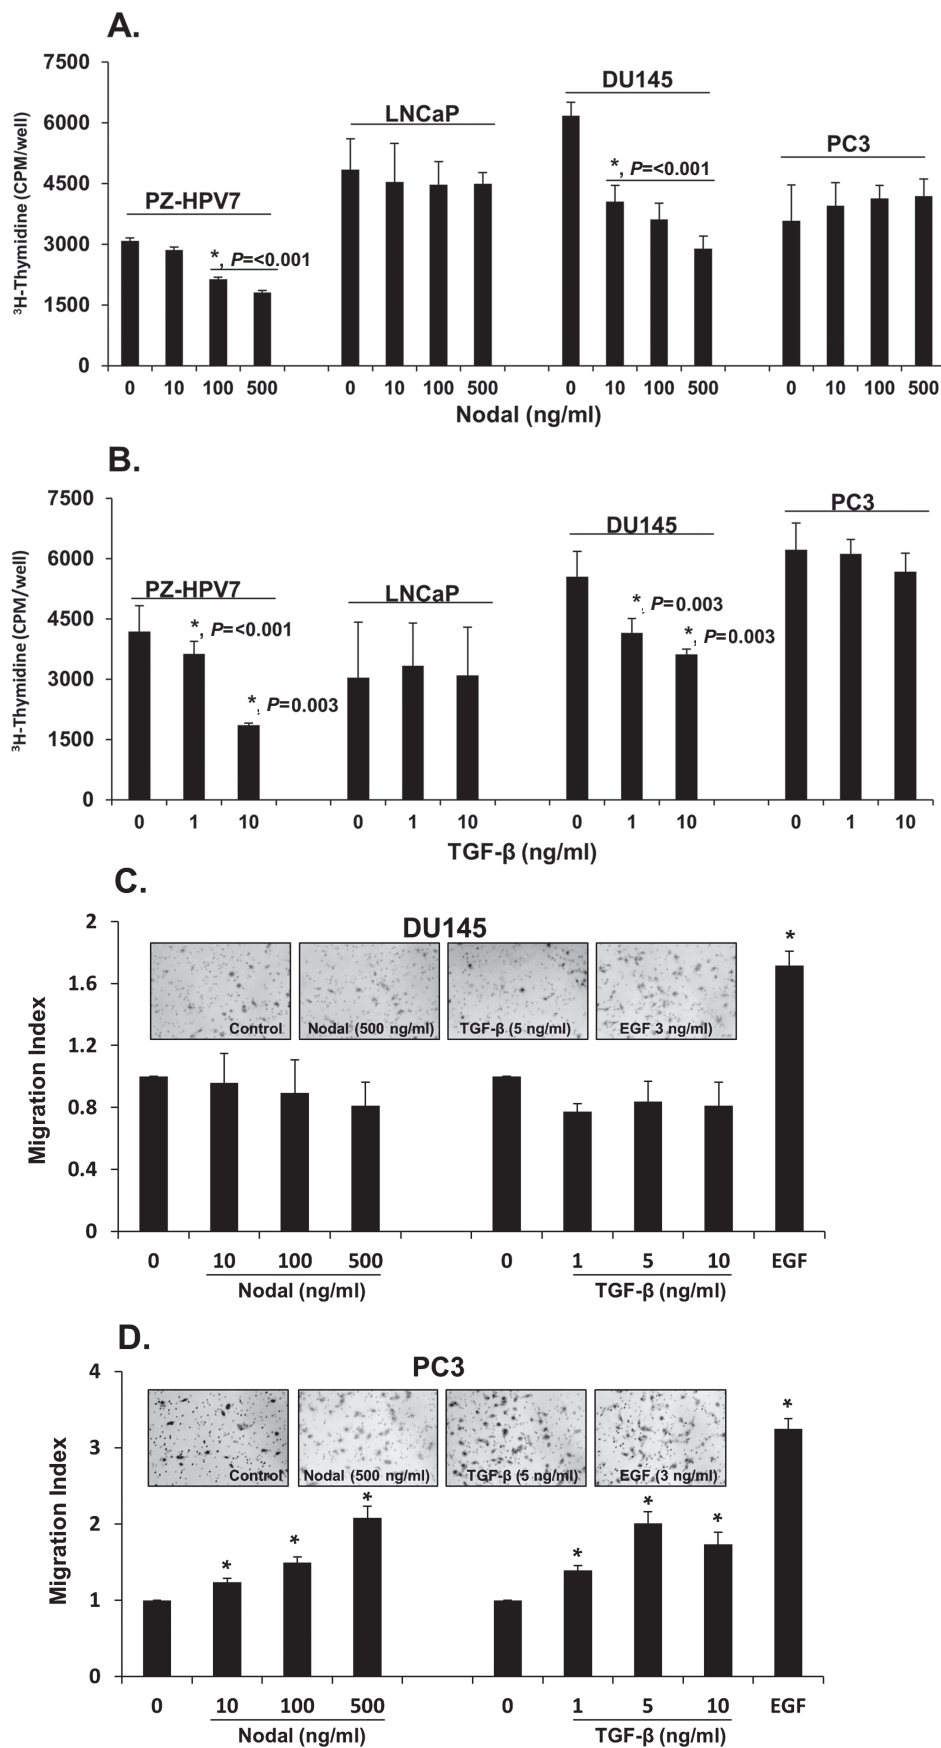 A.
7500
6000
4500
3000
1500
0
³H-Thymidine (CPM/well)
PZ-HPV7
*, P=<0.001
LNCaP
DU145
*, P=<0.001
PC3
0 10 100 500 0 10 100 500 0 10 100 500 0 10 100 500
Nodal (ng/ml)
B.
7500
6000
4500
3000
1500
0
³H-Thymidine (CPM/well)
PZ-HPV7
*, P=<0.001
*, P=0.003
LNCaP
DU145
*, P=0.003
*, P=0.003
PC3
0 1 10 0 1 10 0 1 10 0 1 10
TGF-β (ng/ml)
C.
DU145
2
1.6
1.2
0.8
0.4
0
Migration Index
Control
Nodal (500 ng/ml)
TGF-β (5 ng/ml)
EGF 3 ng/ml)
*
0 10 100 500 0 1 5 10 EGF
Nodal (ng/ml) TGF-β (ng/ml)
D.
PC3
4
3
2
1
0
Migration Index
Control
Nodal (500 ng/ml)
TGF-β (5 ng/ml)
EGF (3 ng/ml)
* * * * * * *
0 10 100 500 0 1 5 10 EGF
Nodal (ng/ml) TGF-β (ng/ml)